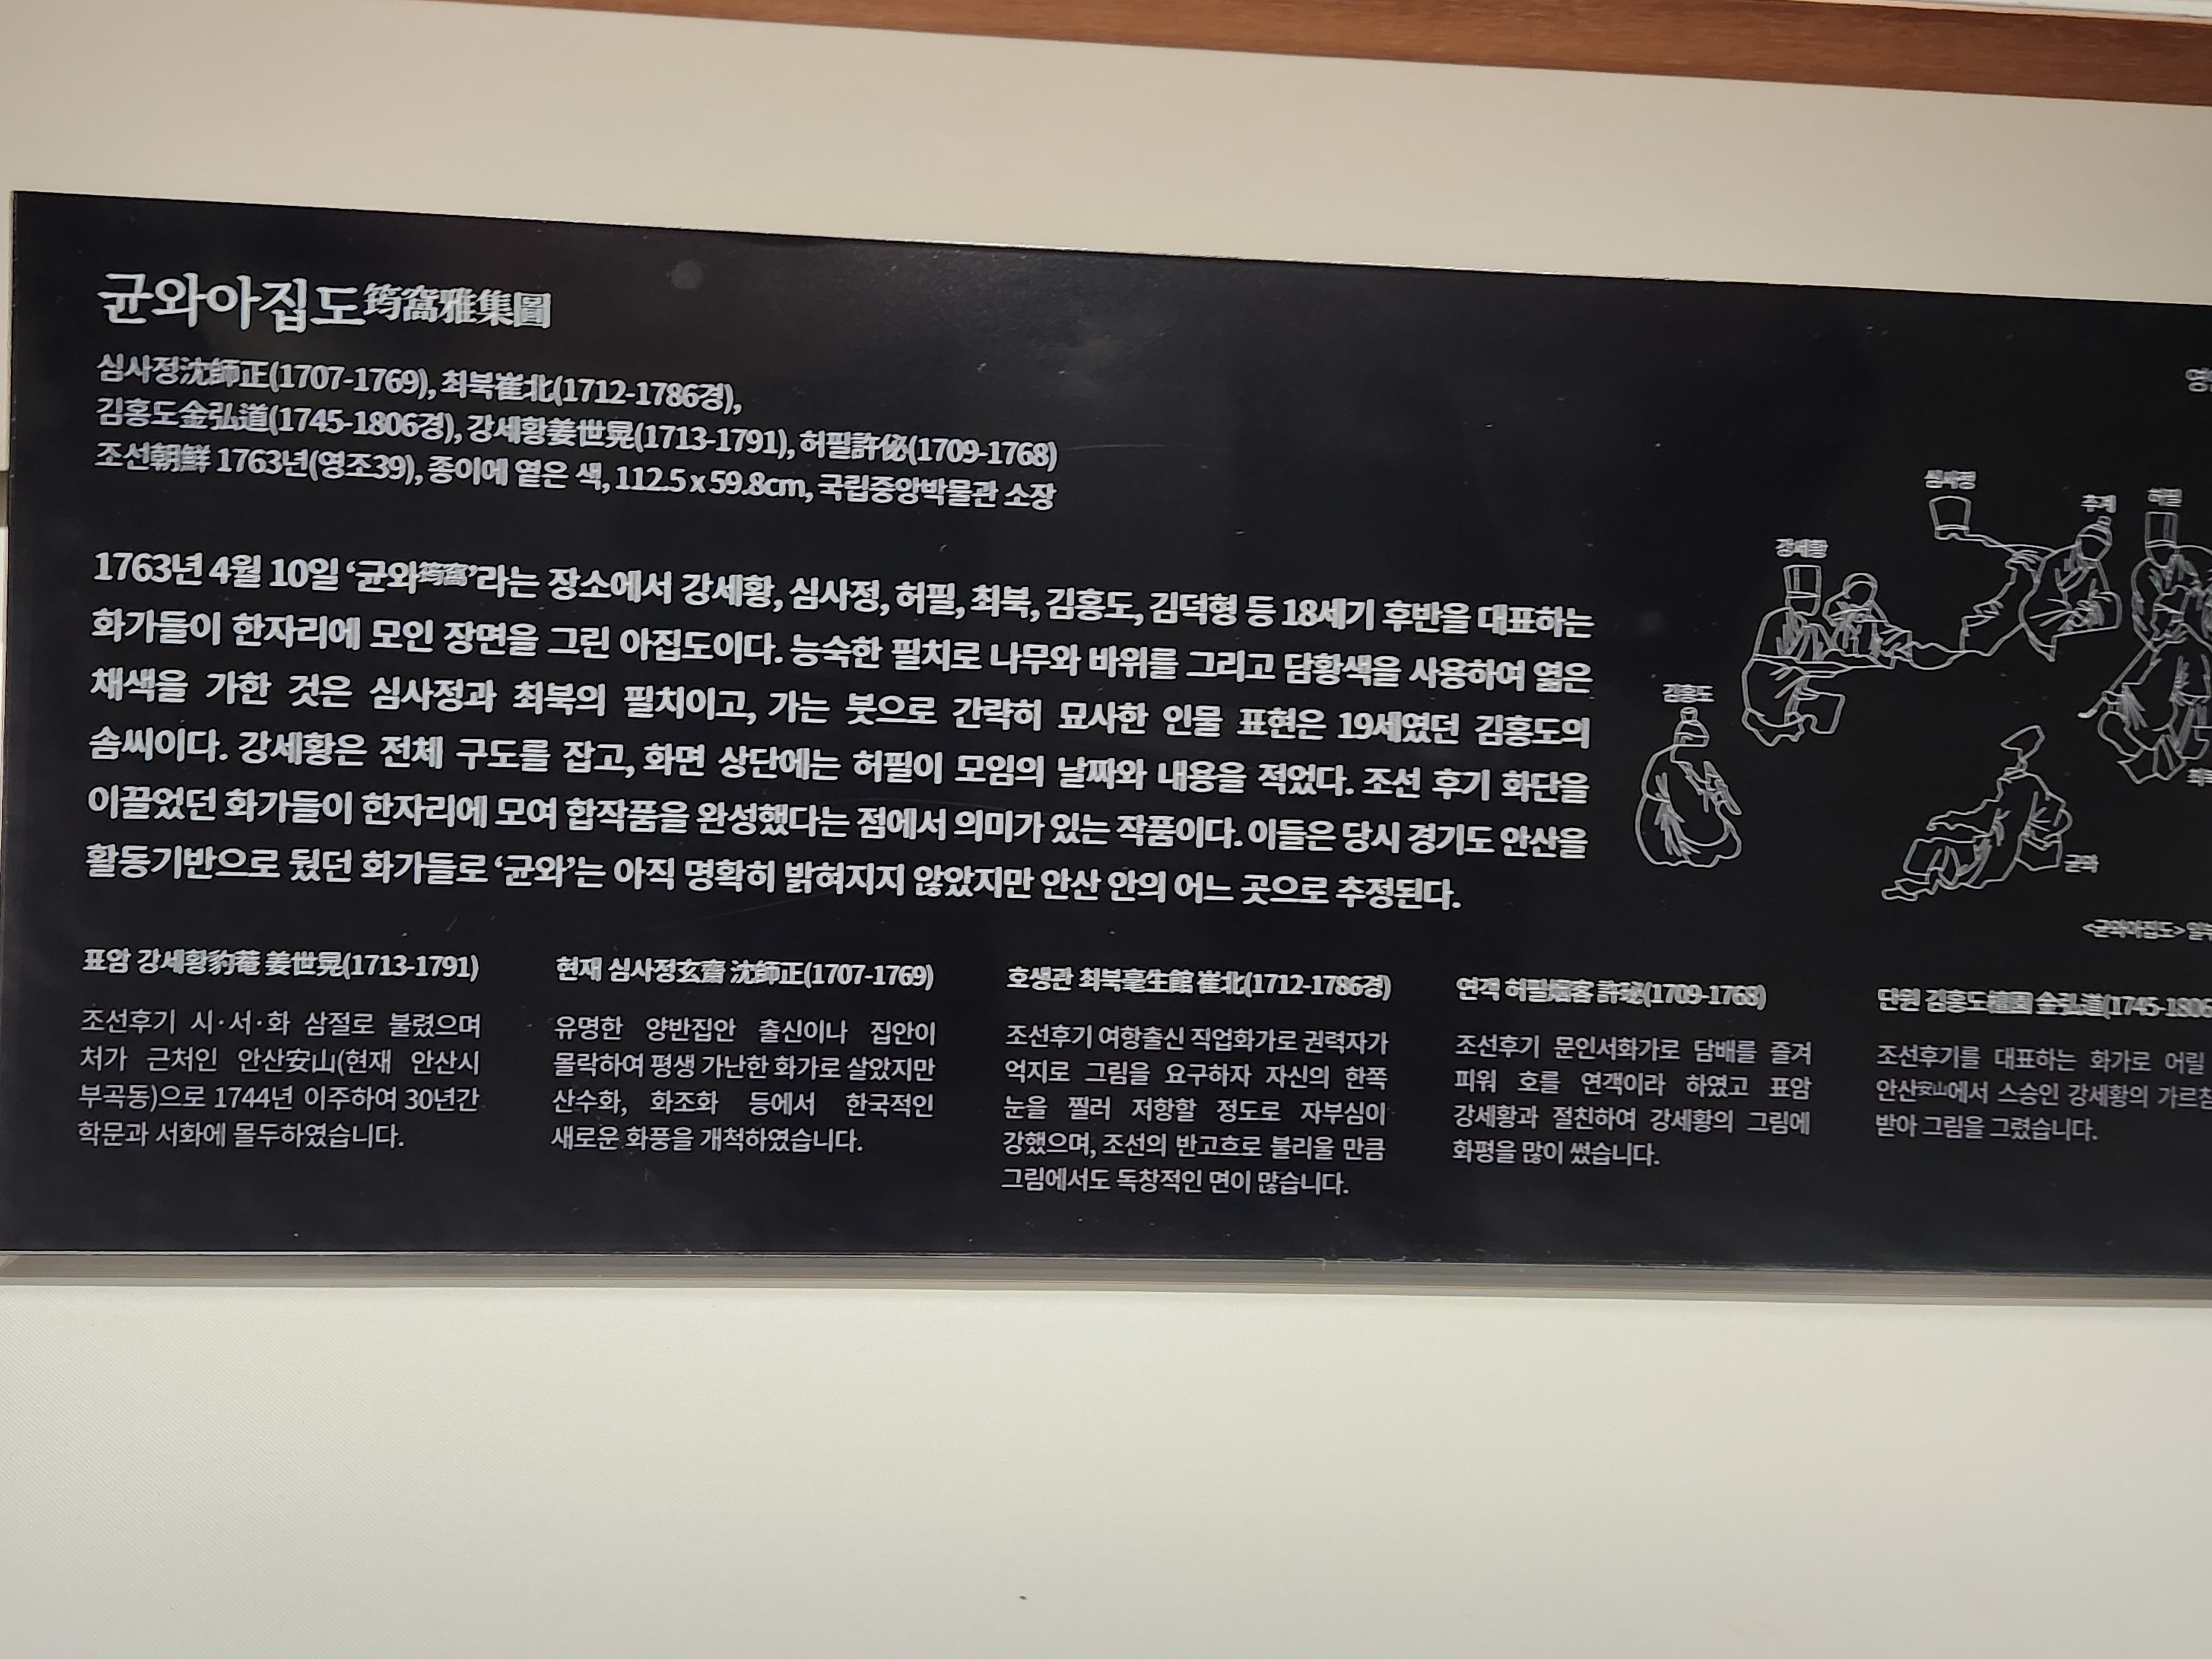 균와아집도筠窩雅集圖
심사정沈師正(1707-1769), 최북崔北(1712-1786경),
김홍도金弘道(1745-1806경), 강세황姜世晃(1713-1791), 허필許佖(1709-1768)
조선朝鮮 1763년(영조39), 종이에 옅은 색, 112.5 x 59.8cm, 국립중앙박물관 소장
1763년 4월 10일 ‘균와筠窩’라는 장소에서 강세황, 심사정, 허필, 최북, 김홍도, 김덕형 등 18세기 후반을 대표하는
화가들이 한자리에 모인 장면을 그린 아집도이다. 능숙한 필치로 나무와 바위를 그리고 담황색을 사용하여 엷은
채색을 가한 것은 심사정과 최북의 필치이고, 가는 붓으로 간략히 묘사한 인물 표현은 19세였던 김홍도의
솜씨이다. 강세황은 전체 구도를 잡고, 화면 상단에는 허필이 모임의 날짜와 내용을 적었다. 조선 후기 화단을
이끌었던 화가들이 한자리에 모여 합작품을 완성했다는 점에서 의미가 있는 작품이다. 이들은 당시 경기도 안산을
활동기반으로 뒀던 화가들로 ‘균와’는 아직 명확히 밝혀지지 않았지만 안산 안의 어느 곳으로 추정된다.
심사정
추계
허필
강세황
김홍도
균와
<균와아집도>
표암 강세황豹菴 姜世晃(1713-1791)
조선후기 시·서·화 삼절로 불렸으며
처가 근처인 안산安山(현재 안산시
부곡동)으로 1744년 이주하여 30년간
학문과 서화에 몰두하였습니다.
현재 심사정玄齋 沈師正(1707-1769)
유명한 양반집안 출신이나 집안이
몰락하여 평생 가난한 화가로 살았지만
산수화, 화조화 등에서 한국적인
새로운 화풍을 개척하였습니다.
호생관 최북毫生館 崔北(1712-1786경)
조선후기 여항출신 직업화가로 권력자가
억지로 그림을 요구하자 자신의 한쪽
눈을 찔러 저항할 정도로 자부심이
강했으며, 조선의 반고흐로 불리울 만큼
그림에서도 독창적인 면이 많습니다.
연객 허필烟客 許珌(1709-1768)
조선후기 문인서화가로 담배를 즐겨
피워 호를 연객이라 하였고 표암
강세황과 절친하여 강세황의 그림에
화평을 많이 썼습니다.
단원 김홍도檀園 金弘道(1745-1806
조선후기를 대표하는 화가로 어릴
안산安山에서 스승인 강세황의
받아 그림을 그렸습니다.